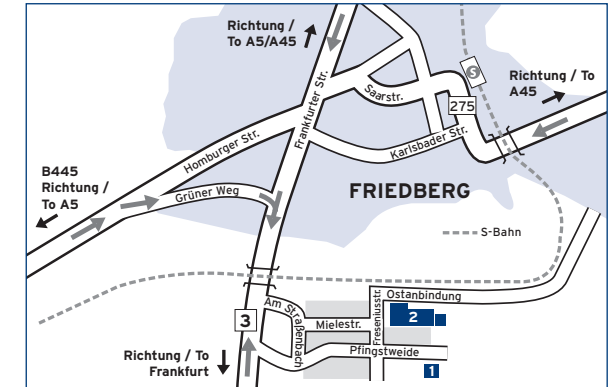 Richtung /
To A5/A45
Frankfurter Str.
S
Richtung / To
A45
Saarstr.
275
Homburger Str.
Karlsbader Str.
B445
Richtung /
To A5
Grüner Weg
FRIEDBERG
S-Bahn
Am Straßenbach
Ostanbindung
Freseniusstr.
3
Mielestr.
2
Pfingstweide
Richtung / To
Frankfurt
1